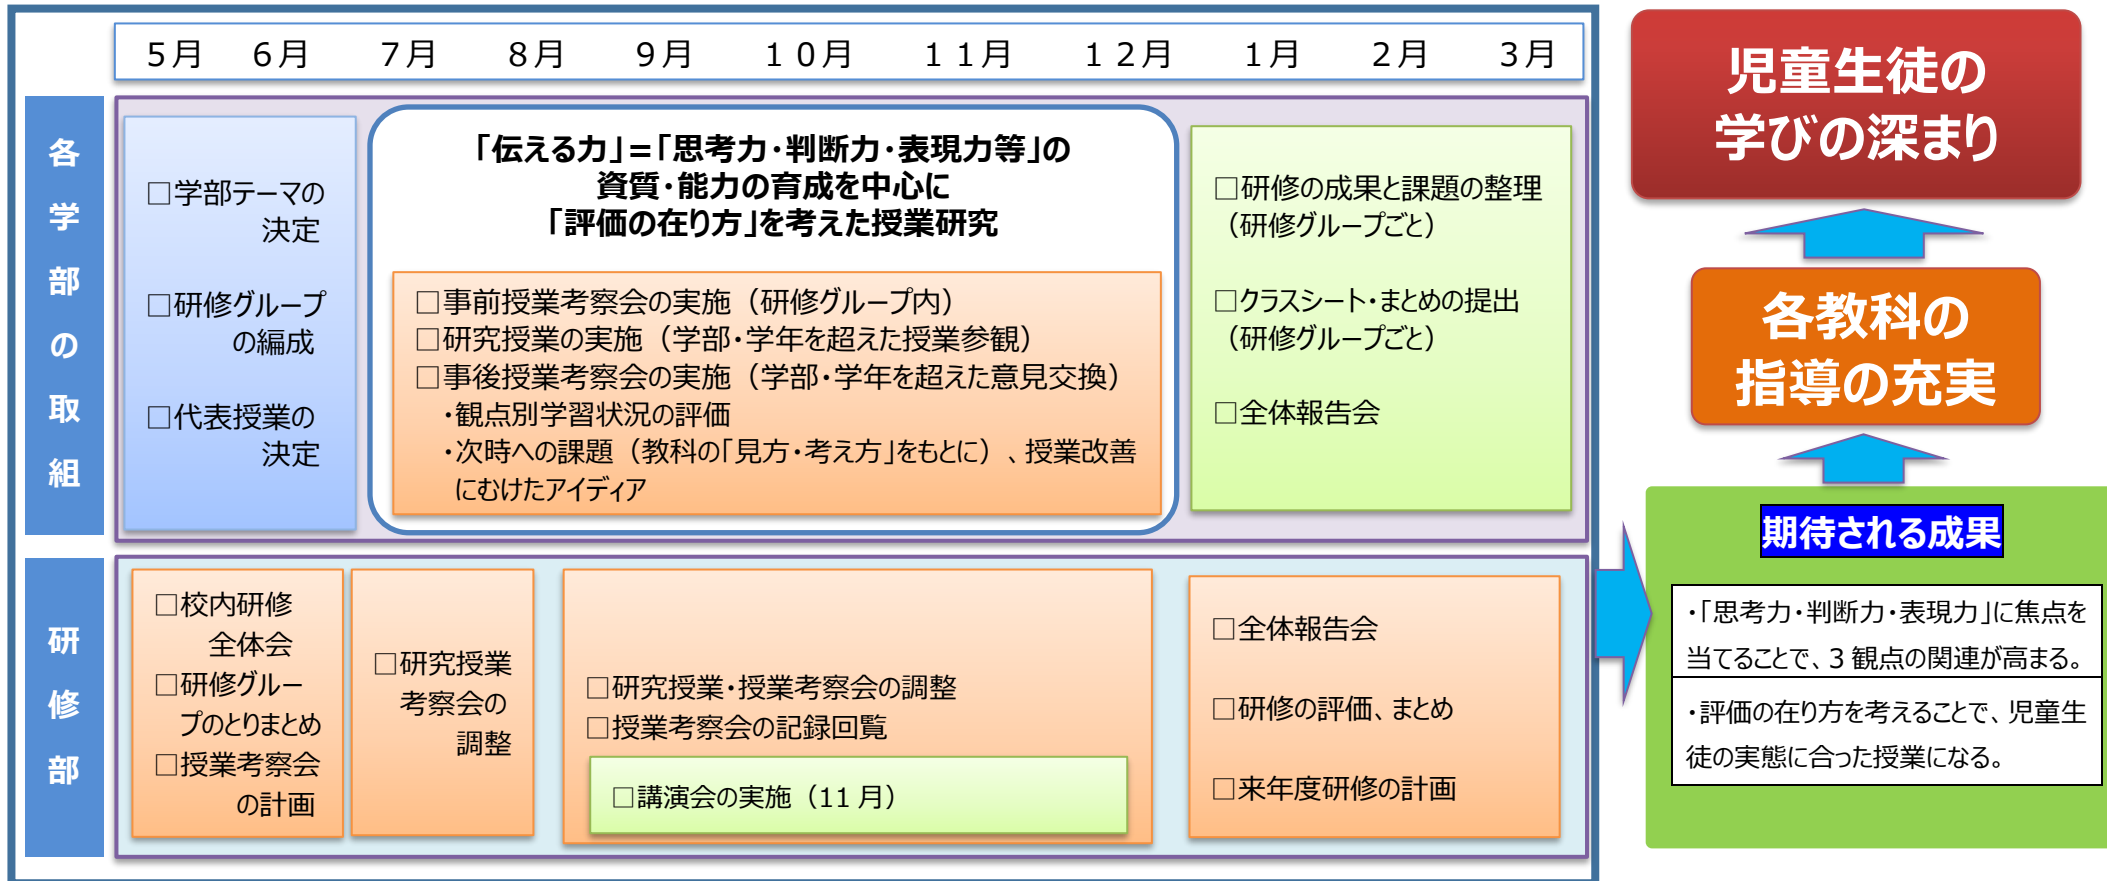 5月 6月 7月 8月 9月 10月 11月 12月 1月 2月 3月
各学部の取組
□学部テーマの
決定
□研修グループ
の編成
□代表授業の
決定
「伝える力」=「思考力・判断力・表現力等」の
資質・能力の育成を中心に
「評価の在り方」を考えた授業研究
□事前授業考察会の実施（研修グループ内）
□研究授業の実施（学部・学年を超えた授業参観）
□事後授業考察会の実施（学部・学年を超えた意見交換）
・観点別学習状況の評価
・次時への課題（教科の「見方・考え方」をもとに）、授業改善
にむけたアイディア
□研修の成果と課題の整理
（研修グループごと）
□クラスシート・まとめの提出
（研修グループごと）
□全体報告会
研修部
□校内研修
全体会
□研修グルー
プのとりまとめ
□授業考察会
の計画
□研究授業
考察会の
調整
□研究授業・授業考察会の調整
□授業考察会の記録回覧
□講演会の実施（11月）
□全体報告会
□研修の評価、まとめ
□来年度研修の計画
児童生徒の
学びの深まり
各教科の
指導の充実
期待される成果
・「思考力・判断力・表現力」に焦点を
当てることで、3観点の関連が高まる。
・評価の在り方を考えることで、児童生
徒の実態に合った授業になる。